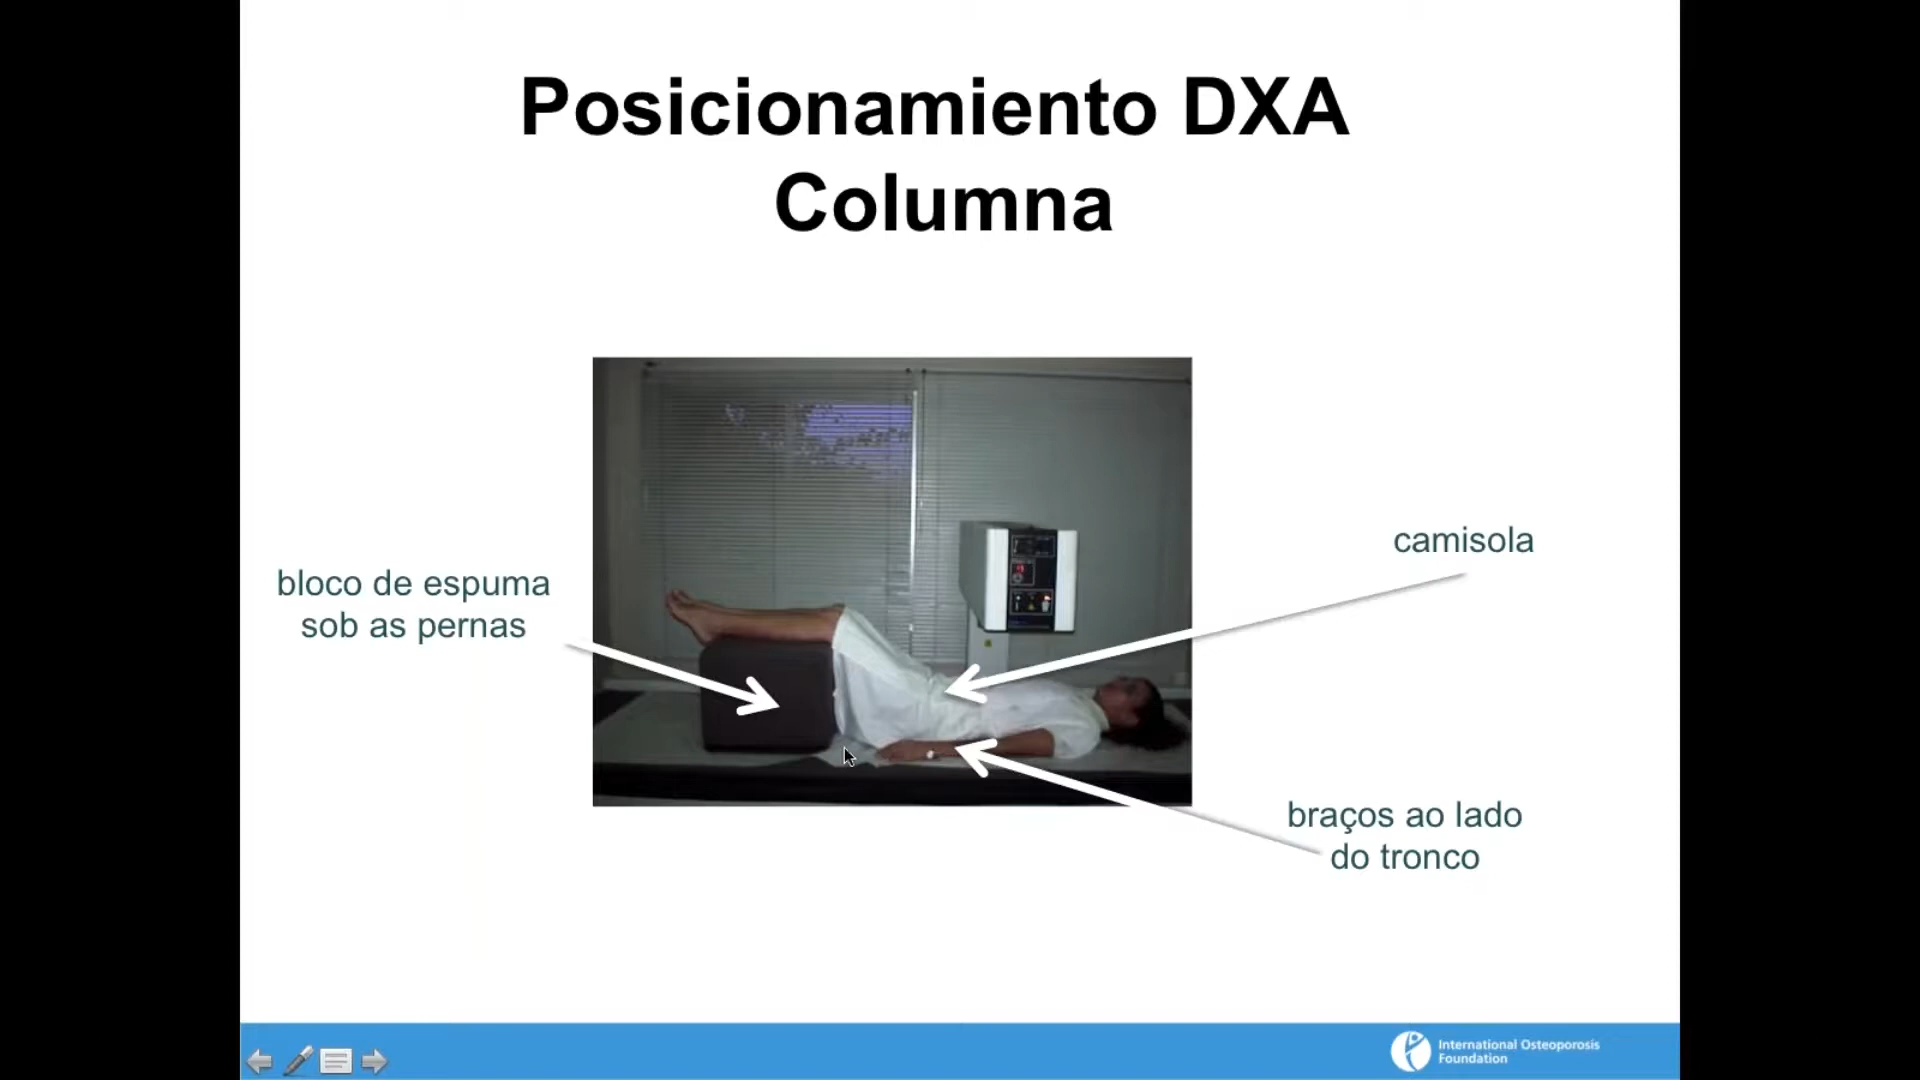 Posicionamiento DXA
Columna
camisola
bloco de espuma
sob as pernas
braços ao lado
do tronco
International Osteoporosis
Foundation